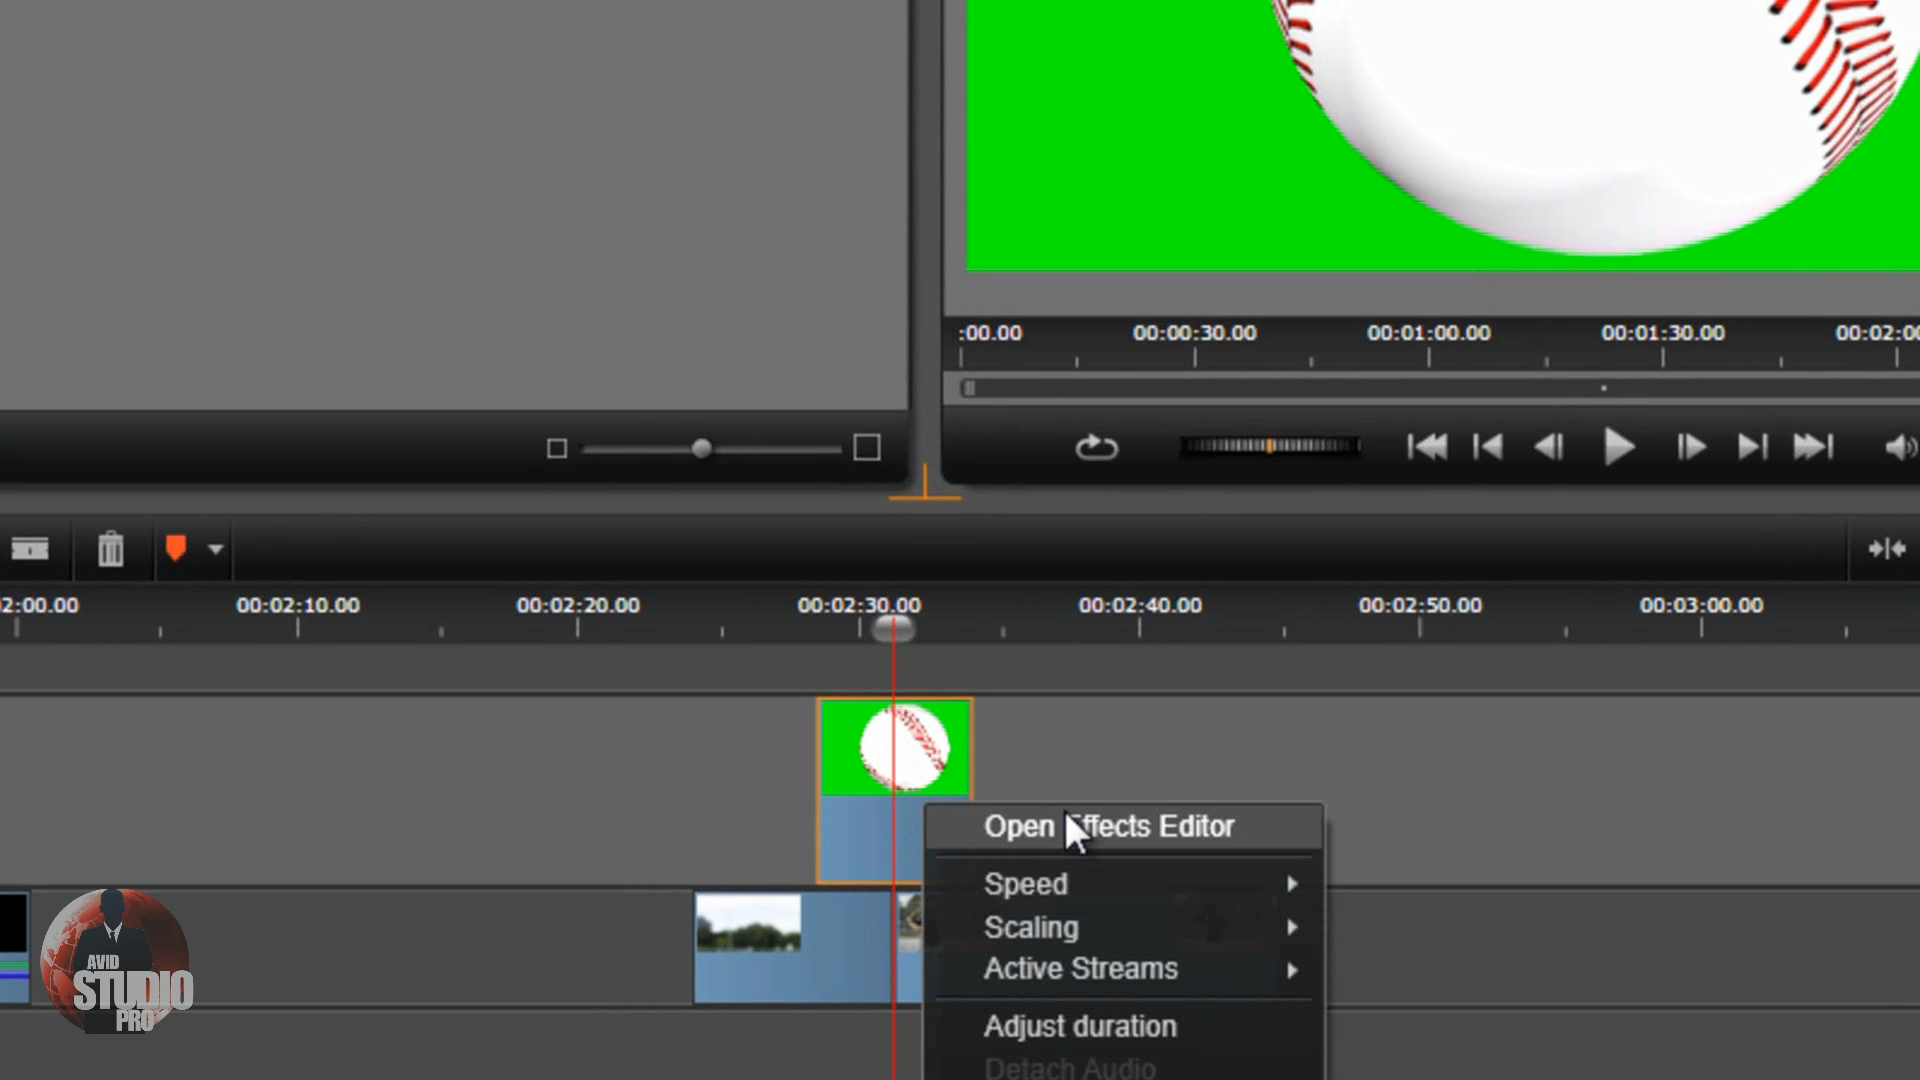 :00.00 00:00:30.00 00:01:00.00 00:01:30.00 00:02:00
2:00.00 00:02:10.00 00:02:20.00 00:02:30.00 00:02:40.00 00:02:50.00 00:03:00.00
Open Effects Editor
Speed
Scaling
Active Streams
Adjust duration
Detach Audio
AVID
STUDIO
PRO